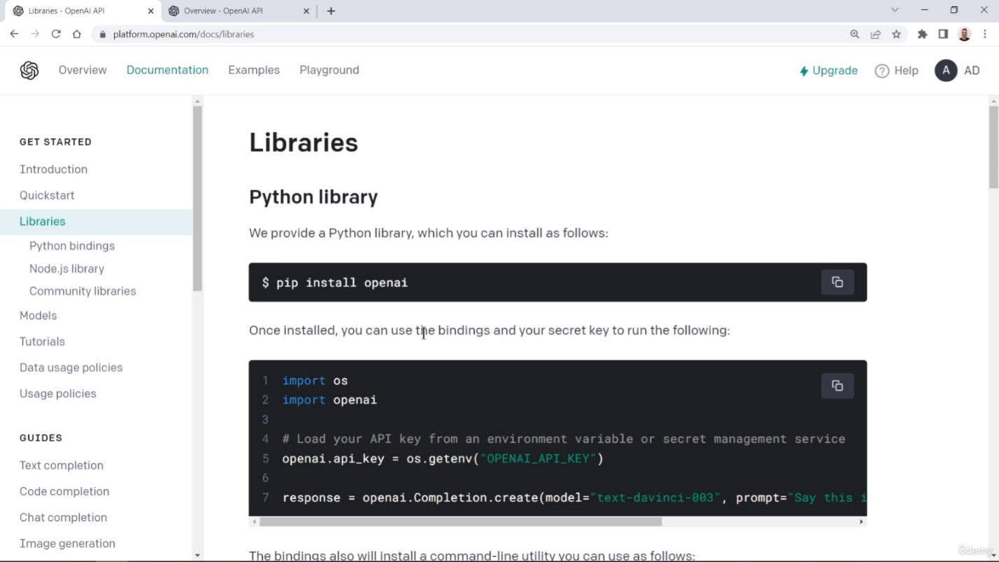 Libraries - OpenAI API
Overview - OpenAI API
platform.openai.com/docs/libraries
Overview
Documentation
Examples
Playground
Upgrade
Help
A
AD
GET STARTED
Introduction
Quickstart
Libraries
Python bindings
Node.js library
Community libraries
Models
Tutorials
Data usage policies
Usage policies
GUIDES
Text completion
Code completion
Chat completion
Image generation
Libraries
Python library
We provide a Python library, which you can install as follows:
$ pip install openai
Once installed, you can use the bindings and your secret key to run the following:
1 import os
2 import openai
3
4 # Load your API key from an environment variable or secret management service
5 openai.api_key = os.getenv("OPENAI_API_KEY")
6
7 response = openai.Completion.create(model="text-davinci-003", prompt="Say this i
The bindings also will install a command-line utility you can use as follows:
ûdemy